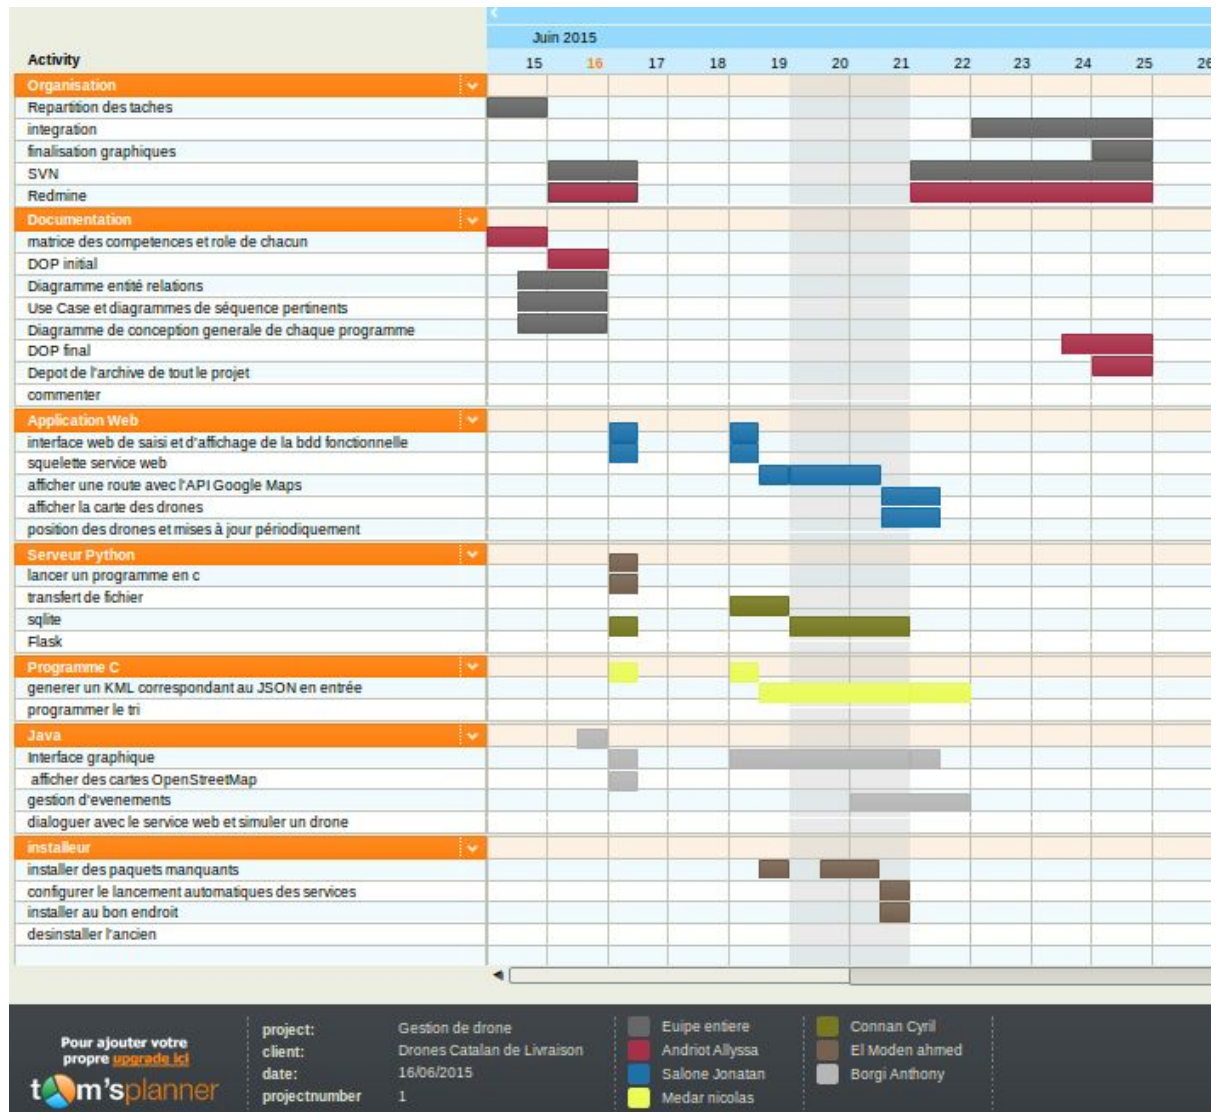 Juin 2015
Activity
15 16 17 18 19 20 21 22 23 24 25 26
Organisation
Repartition des taches
integration
finalisation graphiques
SVN
Redmine
Documentation
matrice des competences et role de chacun
DOP initial
Diagramme entité relations
Use Case et diagrammes de séquence pertinents
Diagramme de conception generale de chaque programme
DOP final
Depot de l'archive de tout le projet
commenter
Application Web
interface web de saisi et d'affichage de la bdd fonctionnelle
squelette service web
afficher une route avec l'API Google Maps
afficher la carte des drones
position des drones et mises à jour périodiquement
Serveur Python
lancer un programme en c
transfert de fichier
sqlite
Flask
Programme C
generer un KML correspondant au JSON en entrée
programmer le tri
Java
Interface graphique
afficher des cartes OpenStreetMap
gestion d'evenements
dialoguer avec le service web et simuler un drone
installeur
installer des paquets manquants
configurer le lancement automatiques des services
installer au bon endroit
desinstaller l'ancien
Pour ajouter votre
propre upgrade ici
tom'splanner
project: Gestion de drone
client: Drones Catalan de Livraison
date: 16/06/2015
projectnumber 1
Euipe entiere
Andriot Allyssa
Salone Jonatan
Medar nicolas
Connan Cyril
El Moden ahmed
Borgi Anthony